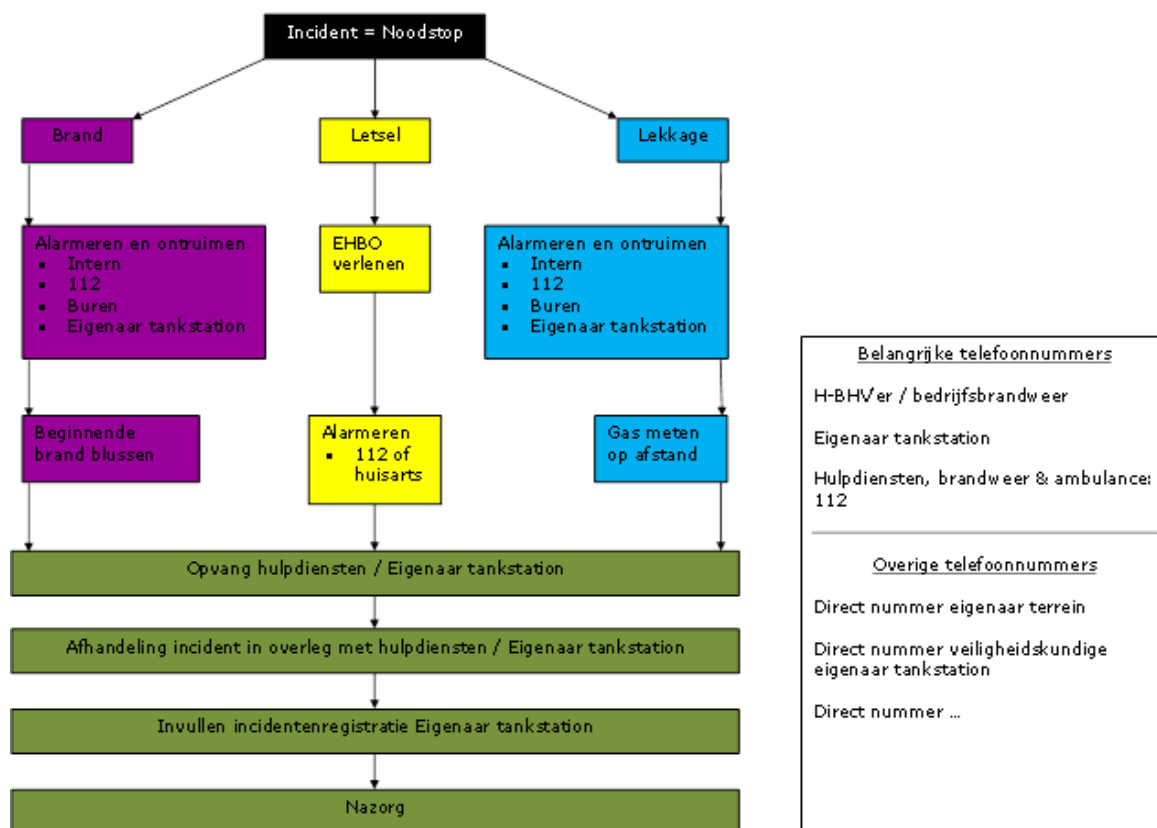 Incident = Noodstop
Brand
Letsel
Lekkage
Alarmeren en ontruimen
▪ Intern
▪ 112
▪ Buren
▪ Eigenaar tankstation
EHBO
verlenen
Alarmeren en ontruimen
▪ Intern
▪ 112
▪ Buren
▪ Eigenaar tankstation
Beginnende
brand blussen
Alarmeren
▪ 112 of
huisarts
Gas meten
op afstand
Opvang hulpdiensten / Eigenaar tankstation
Afhandeling incident in overleg met hulpdiensten / Eigenaar tankstation
Invullen incidentenregistratie Eigenaar tankstation
Nazorg
Belangrijke telefoonnummers
H-BHV'er / bedrijfsbrandweer
Eigenaar tankstation
Hulpdiensten, brandweer & ambulance:
112
Overige telefoonnummers
Direct nummer eigenaar terrein
Direct nummer veiligheidskundige
eigenaar tankstation
Direct nummer ...